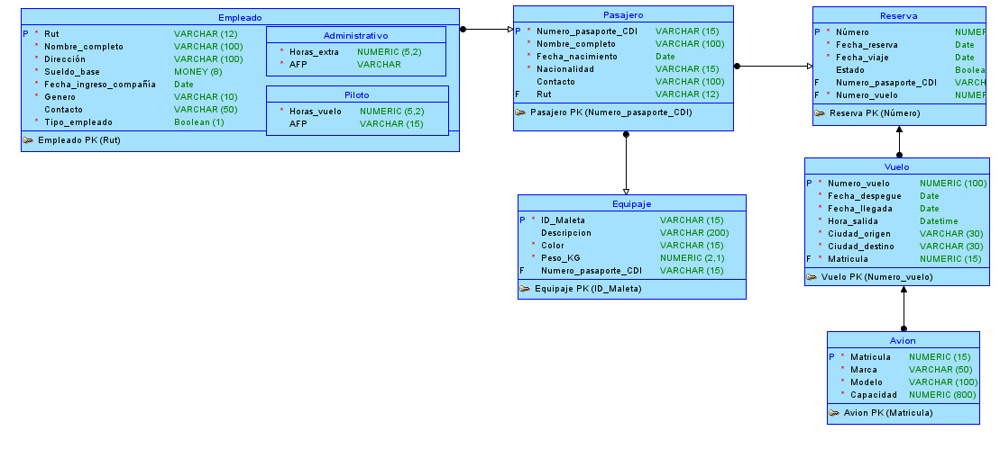 Empleado
P * Rut VARCHAR (12)
* Nombre_completo VARCHAR (100)
* Dirección VARCHAR (100)
* Sueldo_base MONEY (8)
* Fecha_ingreso_compañía Date
* Genero VARCHAR (10)
Contacto VARCHAR (50)
* Tipo_empleado Boolean (1)
Empleado PK (Rut)
Administrativo
* Horas_extra NUMERIC (5,2)
* AFP VARCHAR
Piloto
* Horas_vuelo NUMERIC (5,2)
AFP VARCHAR (15)
Pasajero
P * Numero_pasaporte_CDI VARCHAR (15)
* Nombre_completo VARCHAR (100)
* Fecha_nacimiento Date
* Nacionalidad VARCHAR (15)
Contacto VARCHAR (100)
F Rut VARCHAR (12)
Pasajero PK (Numero_pasaporte_CDI)
Reserva
P * Número NUMER
* Fecha_reserva Date
* Fecha_viaje Date
Estado Boolea
F Numero_pasaporte_CDI VARCH
F * Numero_vuelo NUMER
Reserva PK (Número)
Equipaje
P * ID_Maleta VARCHAR (15)
Descripcion VARCHAR (200)
* Color VARCHAR (15)
* Peso_KG NUMERIC (2,1)
F Numero_pasaporte_CDI VARCHAR (15)
Equipaje PK (ID_Maleta)
Vuelo
P * Numero_vuelo NUMERIC (100)
* Fecha_despegue Date
* Fecha_llegada Date
* Hora_salida Datetime
* Ciudad_origen VARCHAR (30)
* Ciudad_destino VARCHAR (30)
F * Matricula NUMERIC (15)
Vuelo PK (Numero_vuelo)
Avion
P * Matricula NUMERIC (15)
* Marca VARCHAR (50)
* Modelo VARCHAR (100)
* Capacidad NUMERIC (800)
Avion PK (Matricula)